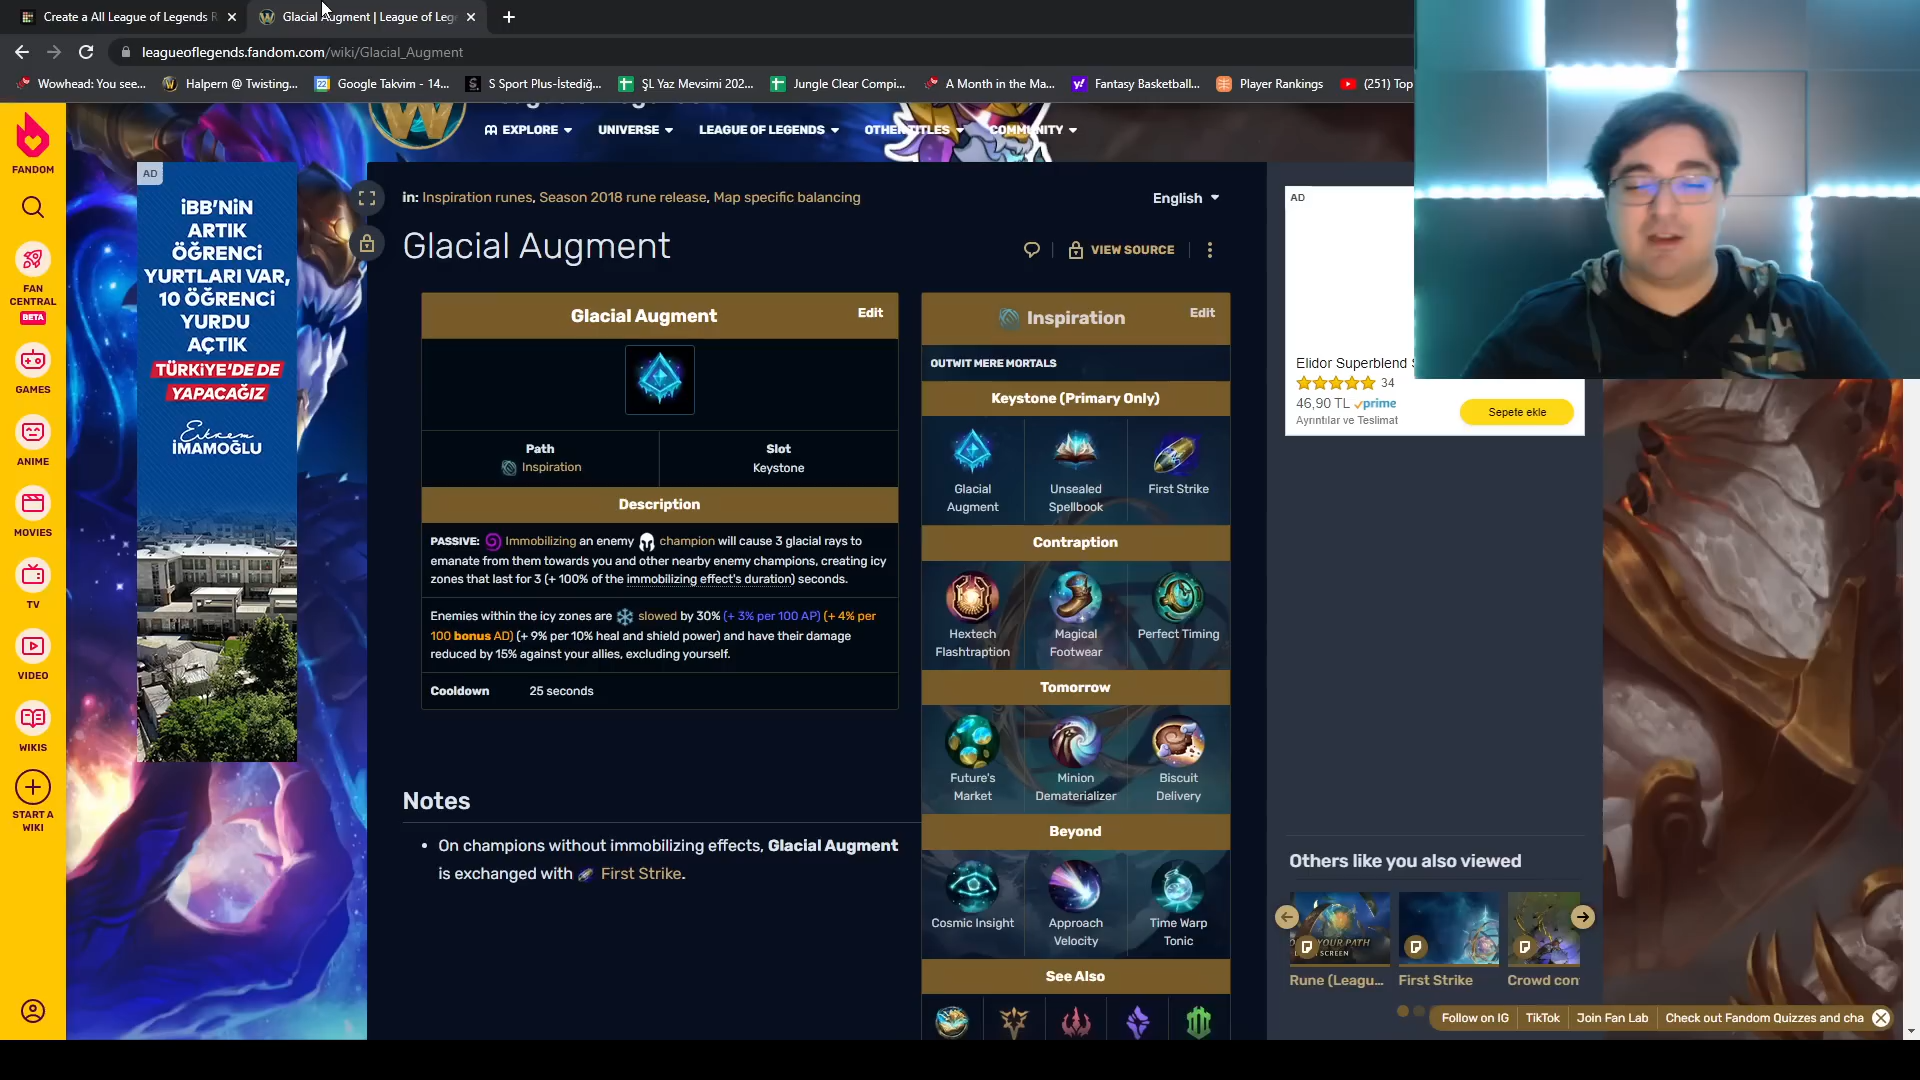 Create a All League of Legends R
Glacial Augment | League of Lege
leagueoflegends.fandom.com/wiki/Glacial_Augment
Wowhead: You see...
Halpern @ Twisting...
Google Takvim - 14...
S Sport Plus-İstediğ...
ŞL Yaz Mevsimi 202...
Jungle Clear Compi...
A Month in the Ma...
Fantasy Basketball...
Player Rankings
(251) Top
FANDOM
FAN
CENTRAL
BETA
GAMES
ANIME
MOVIES
TV
VIDEO
WIKIS
START A
WIKI
EXPLORE
UNIVERSE
LEAGUE OF LEGENDS
OTHER TITLES
COMMUNITY
AD
İBB'NİN
ARTIK
ÖĞRENCİ
YURTLARI VAR,
10 ÖĞRENCİ
YURDU
AÇTIK
TÜRKİYE'DE DE
YAPACAĞIZ
Ekrem
İMAMOĞLU
in: Inspiration runes, Season 2018 rune release, Map specific balancing
English
Glacial Augment
VIEW SOURCE
Glacial Augment
Edit
Path
Inspiration
Slot
Keystone
Description
PASSIVE: Immobilizing an enemy champion will cause 3 glacial rays to
emanate from them towards you and other nearby enemy champions, creating icy
zones that last for 3 (+ 100% of the immobilizing effect's duration) seconds.
Enemies within the icy zones are slowed by 30% (+ 3% per 100 AP) (+ 4% per
100 bonus AD) (+ 9% per 10% heal and shield power) and have their damage
reduced by 15% against your allies, excluding yourself.
Cooldown 25 seconds
Notes
• On champions without immobilizing effects, Glacial Augment
is exchanged with First Strike.
Inspiration
Edit
OUTWIT MERE MORTALS
Keystone (Primary Only)
Glacial
Augment
Unsealed
Spellbook
First Strike
Contraption
Hextech
Flashtraption
Magical
Footwear
Perfect Timing
Tomorrow
Future's
Market
Minion
Dematerializer
Biscuit
Delivery
Beyond
Cosmic Insight
Approach
Velocity
Time Warp
Tonic
See Also
AD
Elidor Superblend
34
46,90 TL prime
Ayrıntılar ve Teslimat
Sepete ekle
Others like you also viewed
YOUR PATH
SCREEN
Rune (Leagu...
First Strike
Crowd con
Follow on IG
TikTok
Join Fan Lab
Check out Fandom Quizzes and cha